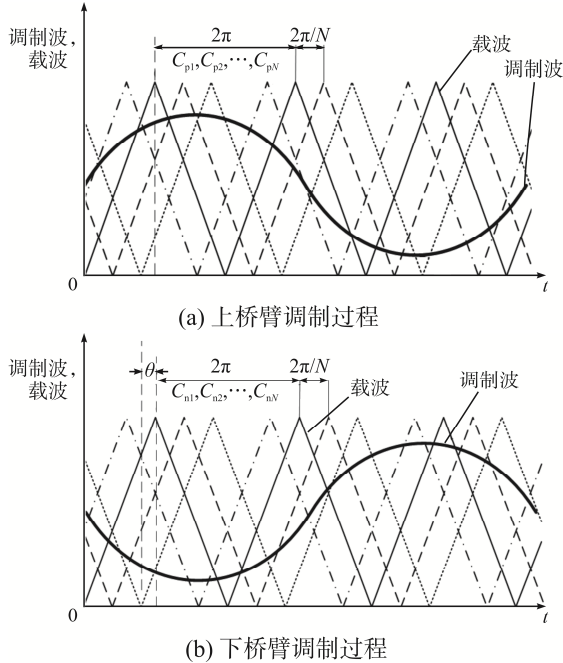 调制波,
载波
2π
2π/N
Cp1,Cp2,⋯,CpN
载波
调制波
0
t
(a) 上桥臂调制过程
调制波,
载波
θ
2π
2π/N
Cn1,Cn2,⋯,CnN
载波
调制波
0
t
(b) 下桥臂调制过程